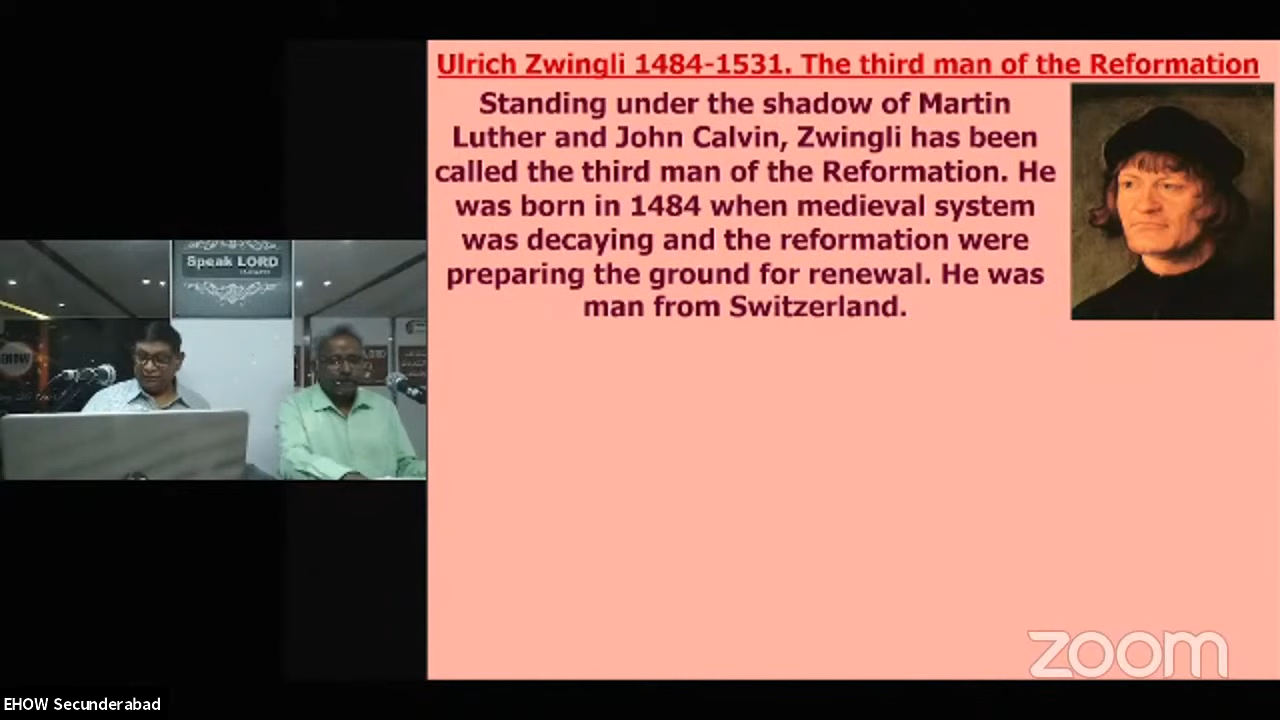 Ulrich Zwingli 1484-1531. The third man of the Reformation
Standing under the shadow of Martin
Luther and John Calvin, Zwingli has been
called the third man of the Reformation. He
was born in 1484 when medieval system
was decaying and the reformation were
preparing the ground for renewal. He was
man from Switzerland.
Speak LORD
EHOW
zoom
EHOW Secunderabad